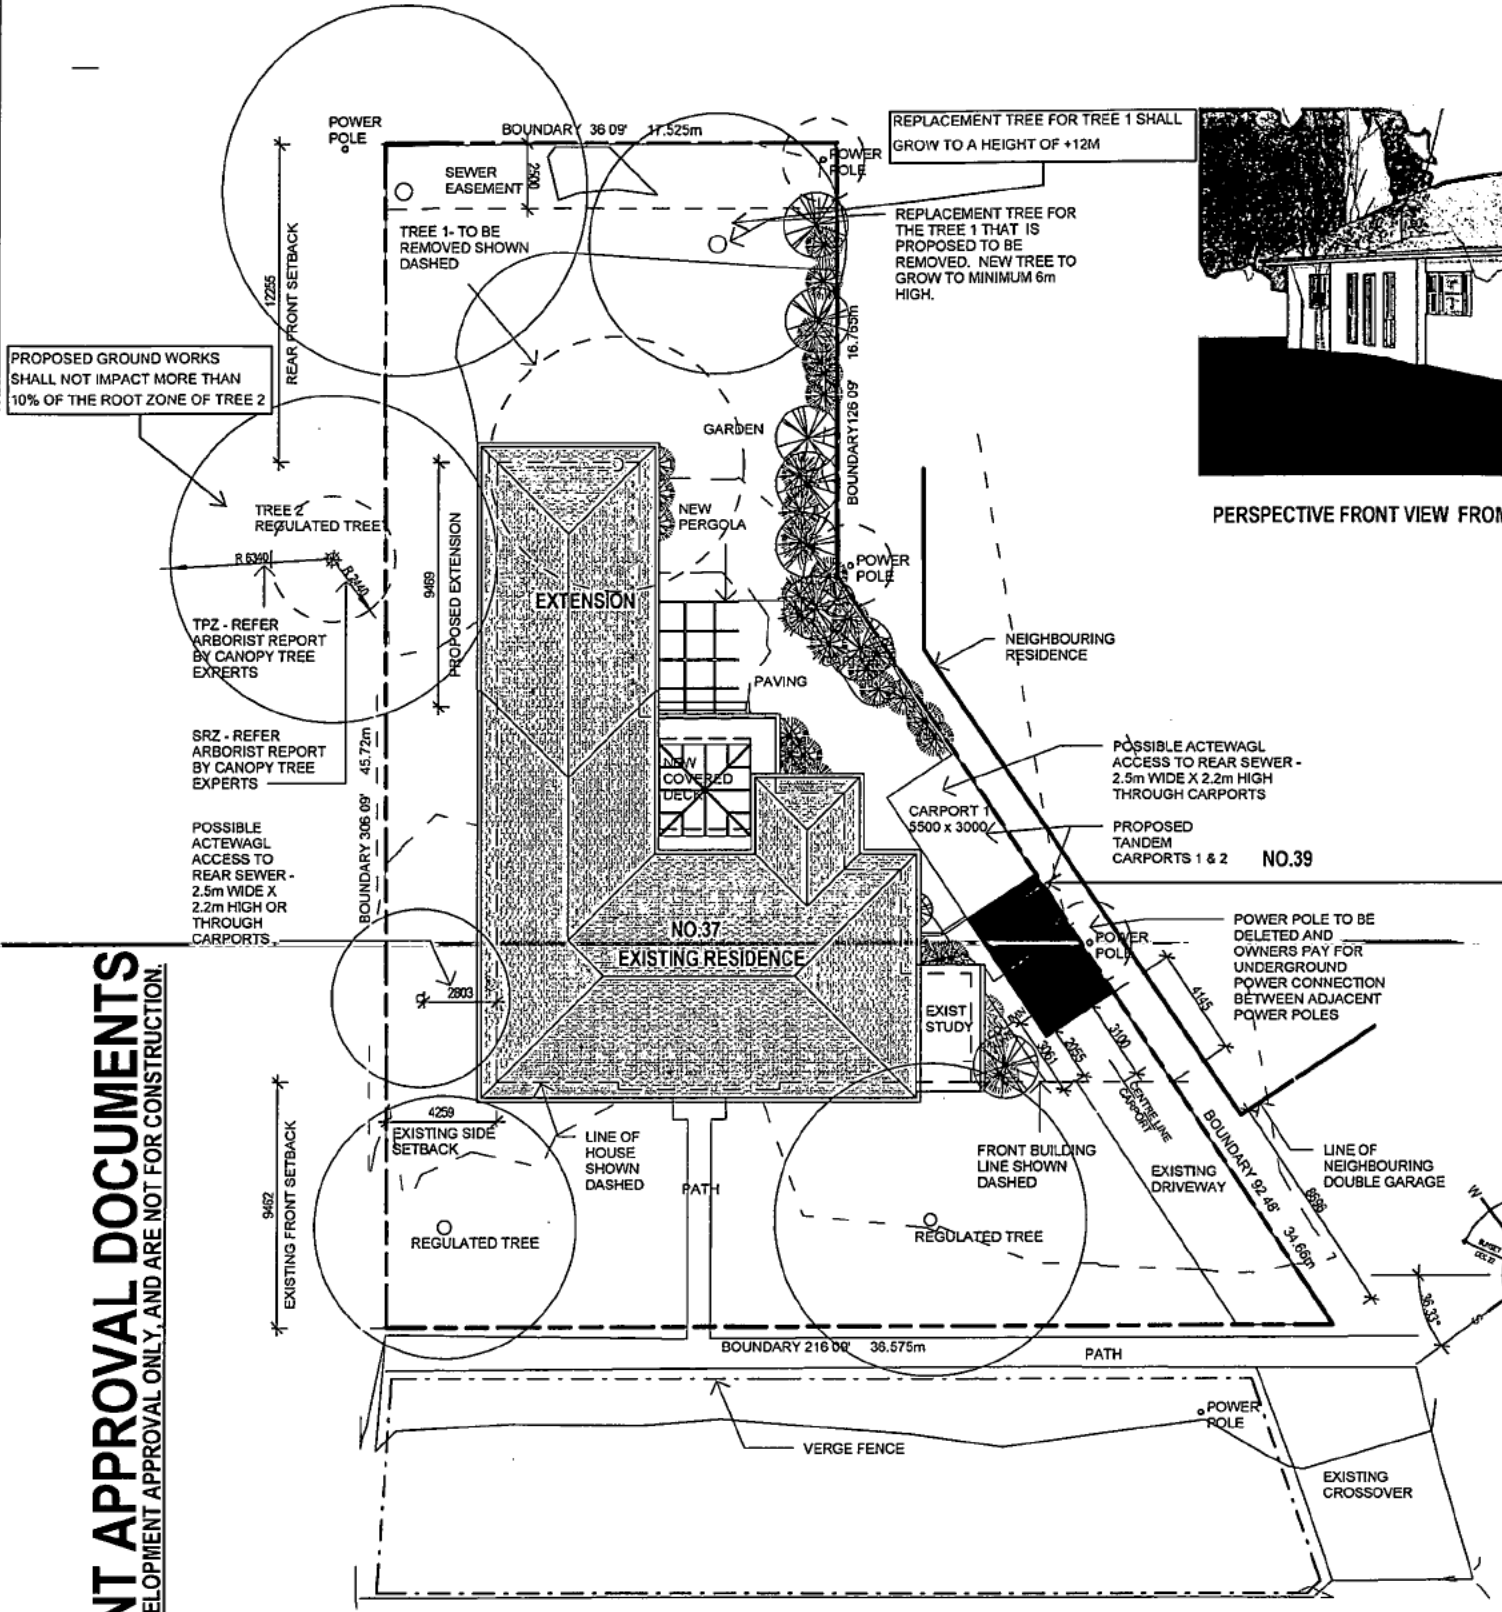 POWER
POLE
BOUNDARY 36 09' 17.525m
REPLACEMENT TREE FOR TREE 1 SHALL
GROW TO A HEIGHT OF +12M
POWER
POLE
SEWER
EASEMENT
2500
TREE 1- TO BE
REMOVED SHOWN
DASHED
REPLACEMENT TREE FOR
THE TREE 1 THAT IS
PROPOSED TO BE
REMOVED. NEW TREE TO
GROW TO MINIMUM 6m
HIGH.
12255
REAR FRONT SETBACK
BOUNDARY126 09' 16.765m
PROPOSED GROUND WORKS
SHALL NOT IMPACT MORE THAN
10% OF THE ROOT ZONE OF TREE 2
GARDEN
TREE 2
REGULATED TREE
NEW
PERGOLA
PERSPECTIVE FRONT VIEW FROM
R 6340
R 2440
9469
PROPOSED EXTENSION
POWER
POLE
EXTENSION
TPZ - REFER
ARBORIST REPORT
BY CANOPY TREE
EXPERTS
NEIGHBOURING
RESIDENCE
PAVING
SRZ - REFER
ARBORIST REPORT
BY CANOPY TREE
EXPERTS
BOUNDARY 306 09' 45.72m
NEW
COVERED
DECK
POSSIBLE ACTEWAGL
ACCESS TO REAR SEWER -
2.5m WIDE X 2.2m HIGH
THROUGH CARPORTS
CARPORT 1
5500 x 3000
PROPOSED
TANDEM
CARPORTS 1 & 2
NO.39
POSSIBLE
ACTEWAGL
ACCESS TO
REAR SEWER -
2.5m WIDE X
2.2m HIGH OR
THROUGH
CARPORTS
NO.37
EXISTING RESIDENCE
POWER
POLE
POWER POLE TO BE
DELETED AND
OWNERS PAY FOR
UNDERGROUND
POWER CONNECTION
BETWEEN ADJACENT
POWER POLES
2803
EXIST
STUDY
4145
3100
2955
3061
CENTRE LINE
CARPORT
4259
EXISTING SIDE
SETBACK
LINE OF
HOUSE
SHOWN
DASHED
PATH
FRONT BUILDING
LINE SHOWN
DASHED
EXISTING
DRIVEWAY
BOUNDARY 92 48' 34.66m
LINE OF
NEIGHBOURING
DOUBLE GARAGE
8696
9462
EXISTING FRONT SETBACK
REGULATED TREE
REGULATED TREE
W
S
36.33°
BOUNDARY 216 09' 36.575m
PATH
VERGE FENCE
POWER
POLE
EXISTING
CROSSOVER
NT APPROVAL DOCUMENTS
ELOPMENT APPROVAL ONLY, AND ARE NOT FOR CONSTRUCTION.